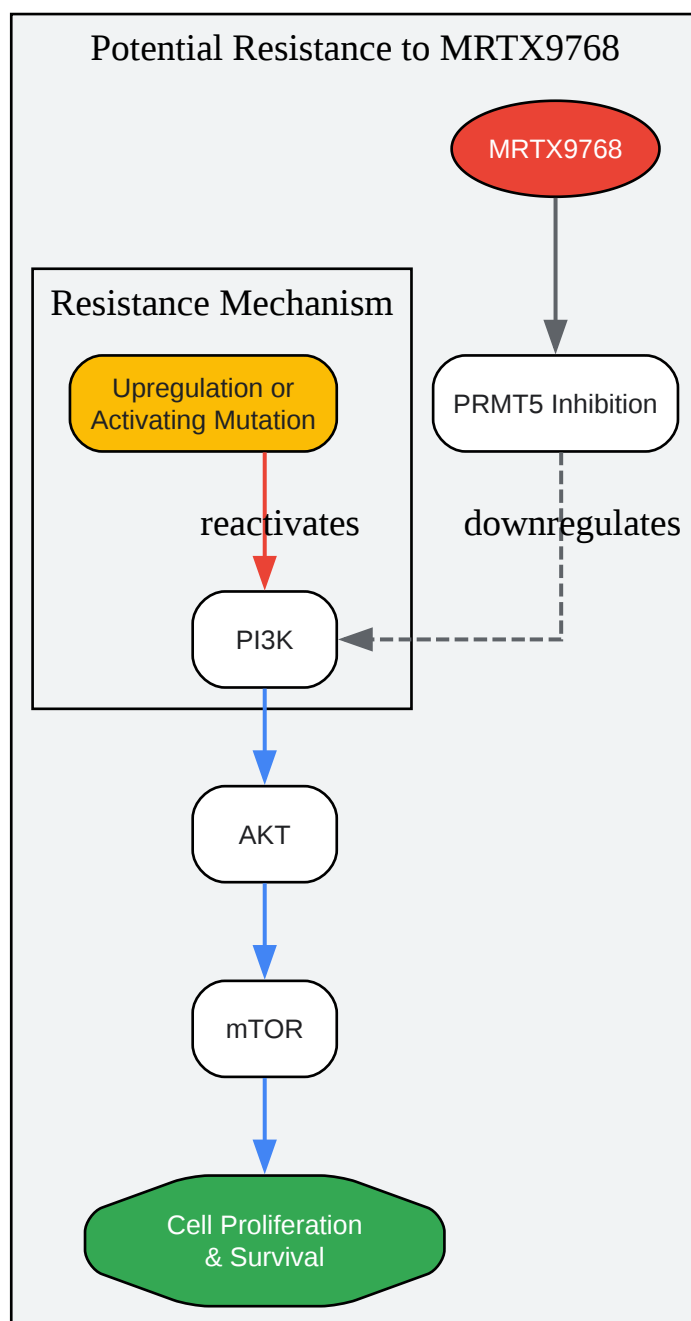 Potential Resistance to MRTX9768
MRTX9768
Resistance Mechanism
Upregulation or
Activating Mutation
PRMT5 Inhibition
reactivates
downregulates
PI3K
AKT
mTOR
Cell Proliferation
& Survival